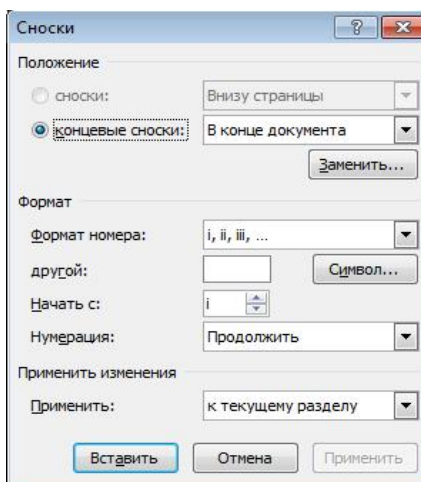 Сноски
Положение
сноски: Внизу страницы
концевые сноски: В конце документа
Заменить...
Формат
Формат номера: i, ii, iii, ...
другой: Символ...
Начать с: i
Нумерация: Продолжить
Применить изменения
Применить: к текущему разделу
Вставить Отмена Применить